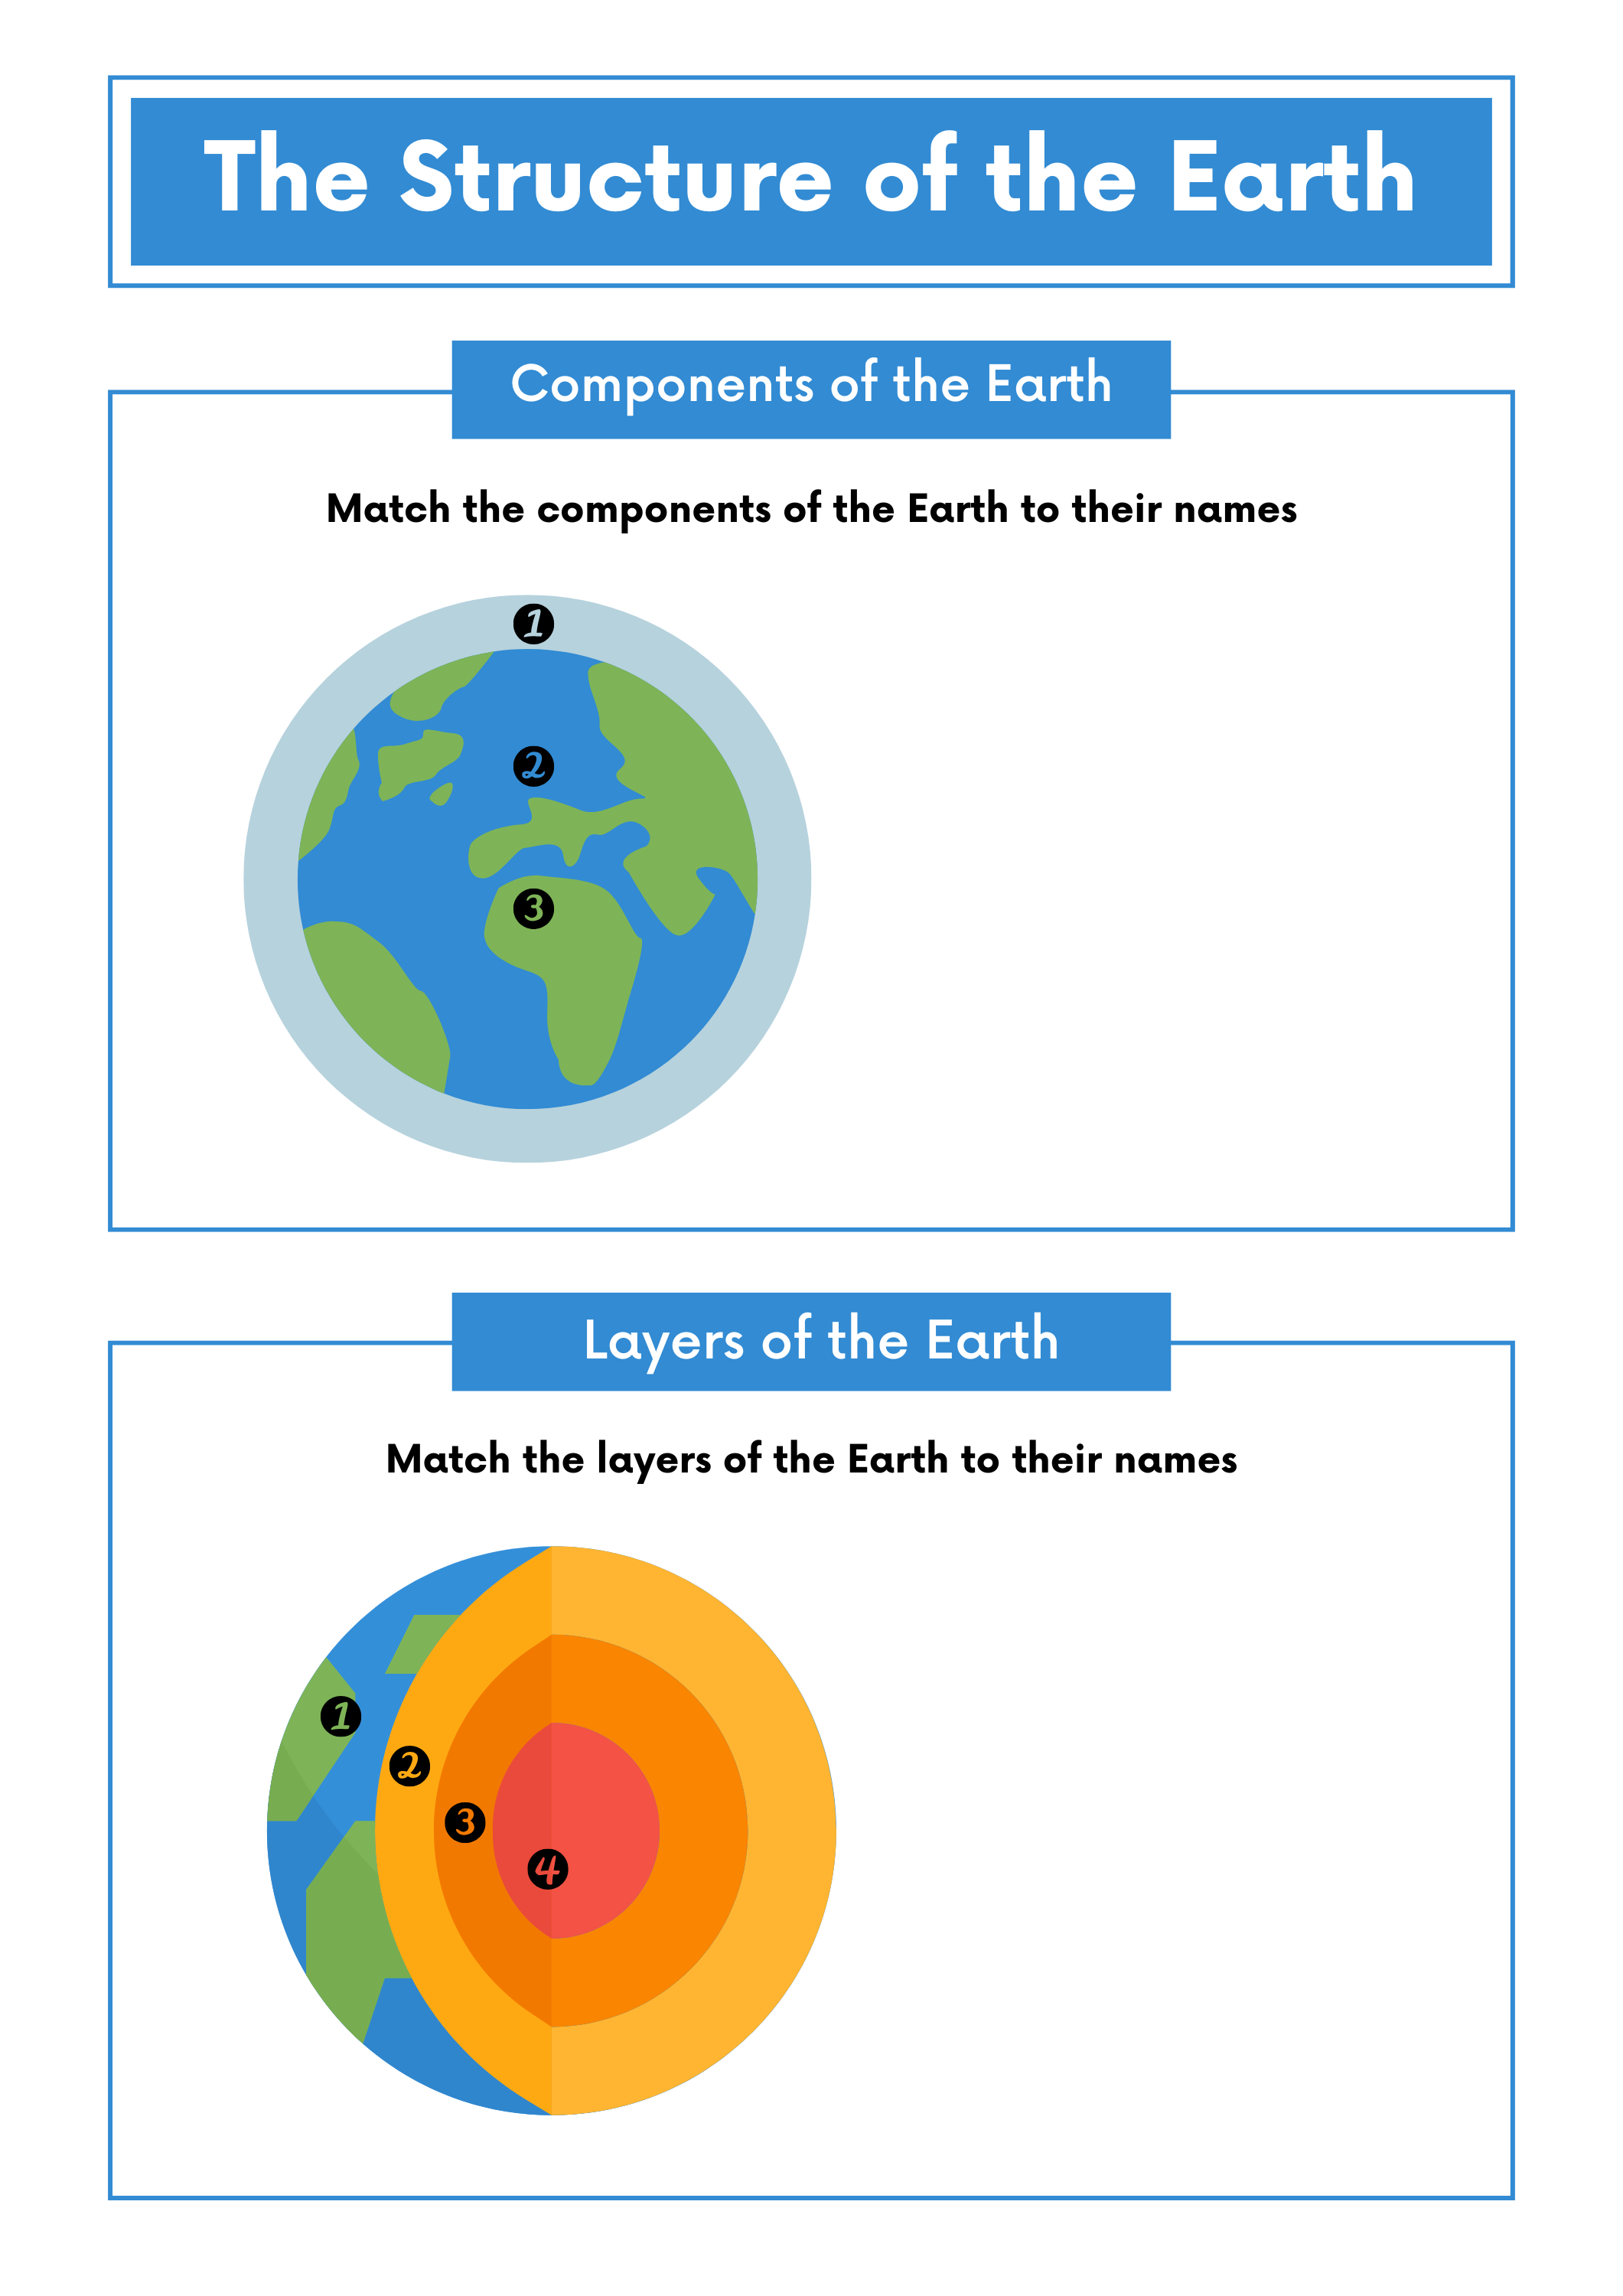 The Structure of the Earth
Components of the Earth
Match the components of the Earth to their names
1
2
3
Layers of the Earth
Match the layers of the Earth to their names
1
2
3
4